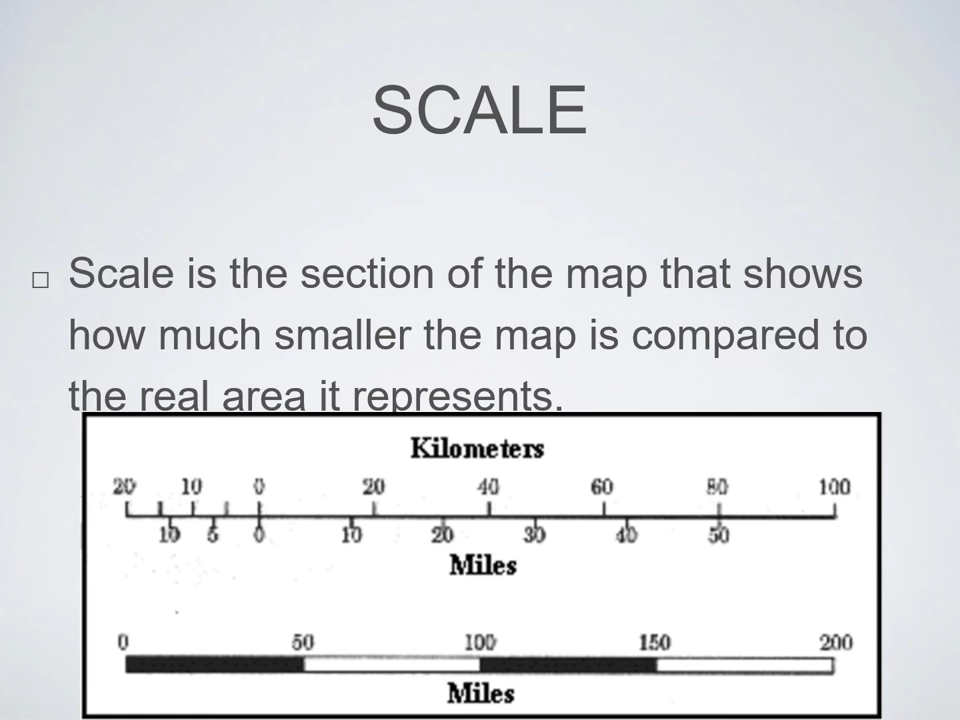 SCALE
□ Scale is the section of the map that shows
how much smaller the map is compared to
the real area it represents.
Kilometers
20 10 0 20 40 60 80 100
10 5 0 10 20 30 40 50
Miles
0 50 100 150 200
Miles